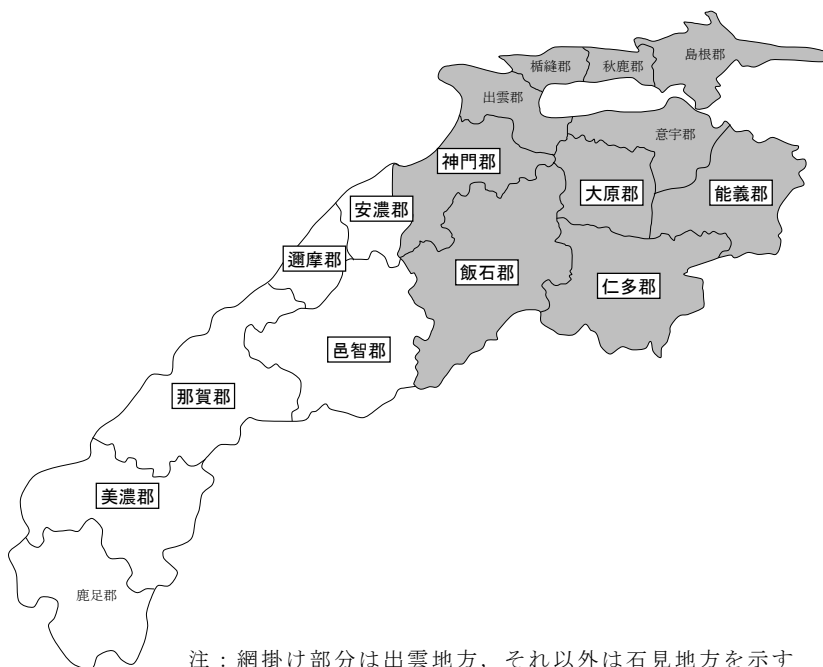 島根郡
秋鹿郡
楯縫郡
出雲郡
意宇郡
神門郡
大原郡
能義郡
安濃郡
邇摩郡
飯石郡
仁多郡
邑智郡
那賀郡
美濃郡
鹿足郡
注：網掛け部分は出雲地方，それ以外は石見地方を示す